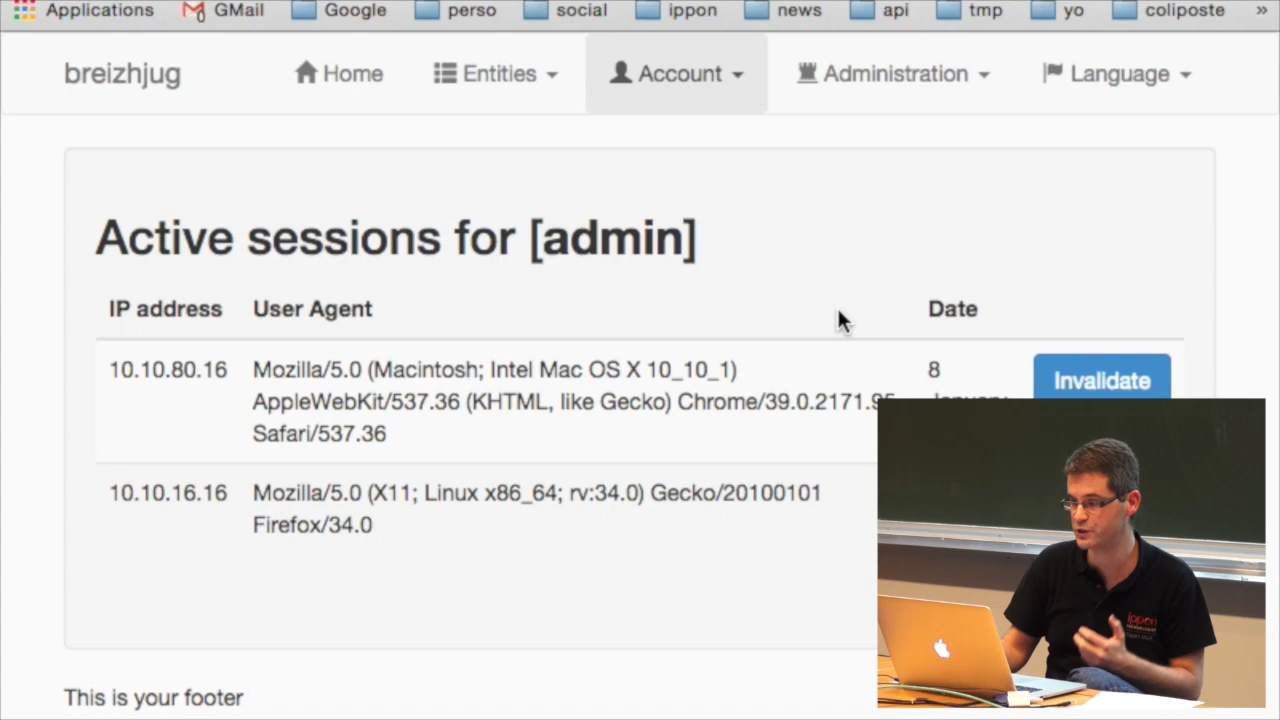 Applications GMail Google perso social ippon news api tmp yo coliposte »
breizhjug Home Entities Account Administration Language
Active sessions for [admin]
IP address User Agent Date
10.10.80.16 Mozilla/5.0 (Macintosh; Intel Mac OS X 10_10_1) 8
AppleWebKit/537.36 (KHTML, like Gecko) Chrome/39.0.2171.95 January
Safari/537.36
Invalidate
10.10.16.16 Mozilla/5.0 (X11; Linux x86_64; rv:34.0) Gecko/20100101
Firefox/34.0
ippon
This is your footer